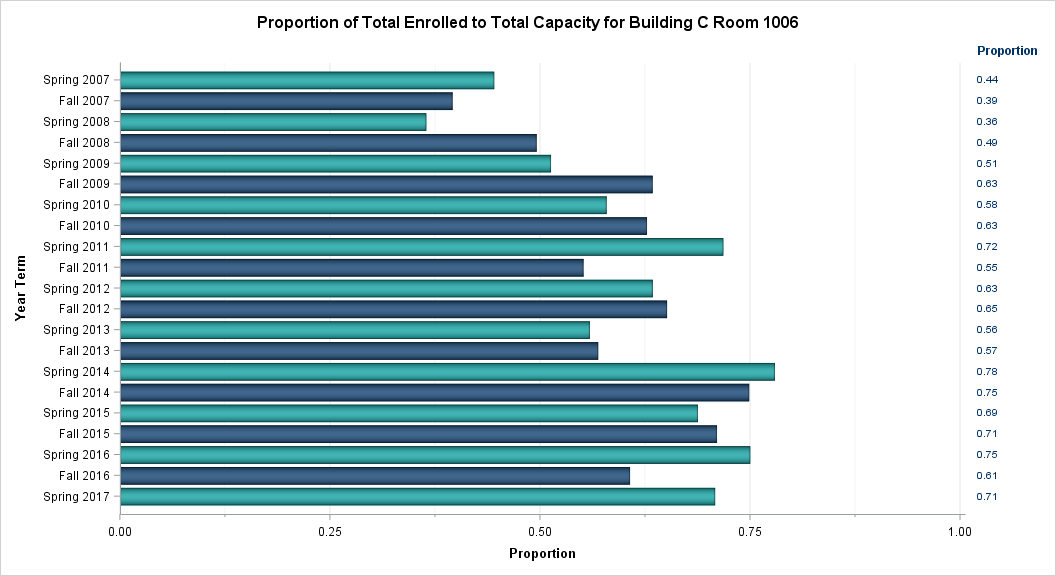 Proportion of Total Enrolled to Total Capacity for Building C Room 1006
Proportion
Spring 2007 0.44
Fall 2007 0.39
Spring 2008 0.36
Fall 2008 0.49
Spring 2009 0.51
Fall 2009 0.63
Spring 2010 0.58
Fall 2010 0.63
Spring 2011 0.72
Fall 2011 0.55
Spring 2012 0.63
Fall 2012 0.65
Spring 2013 0.56
Fall 2013 0.57
Spring 2014 0.78
Fall 2014 0.75
Spring 2015 0.69
Fall 2015 0.71
Spring 2016 0.75
Fall 2016 0.61
Spring 2017 0.71
Year Term
0.00 0.25 0.50 0.75 1.00
Proportion